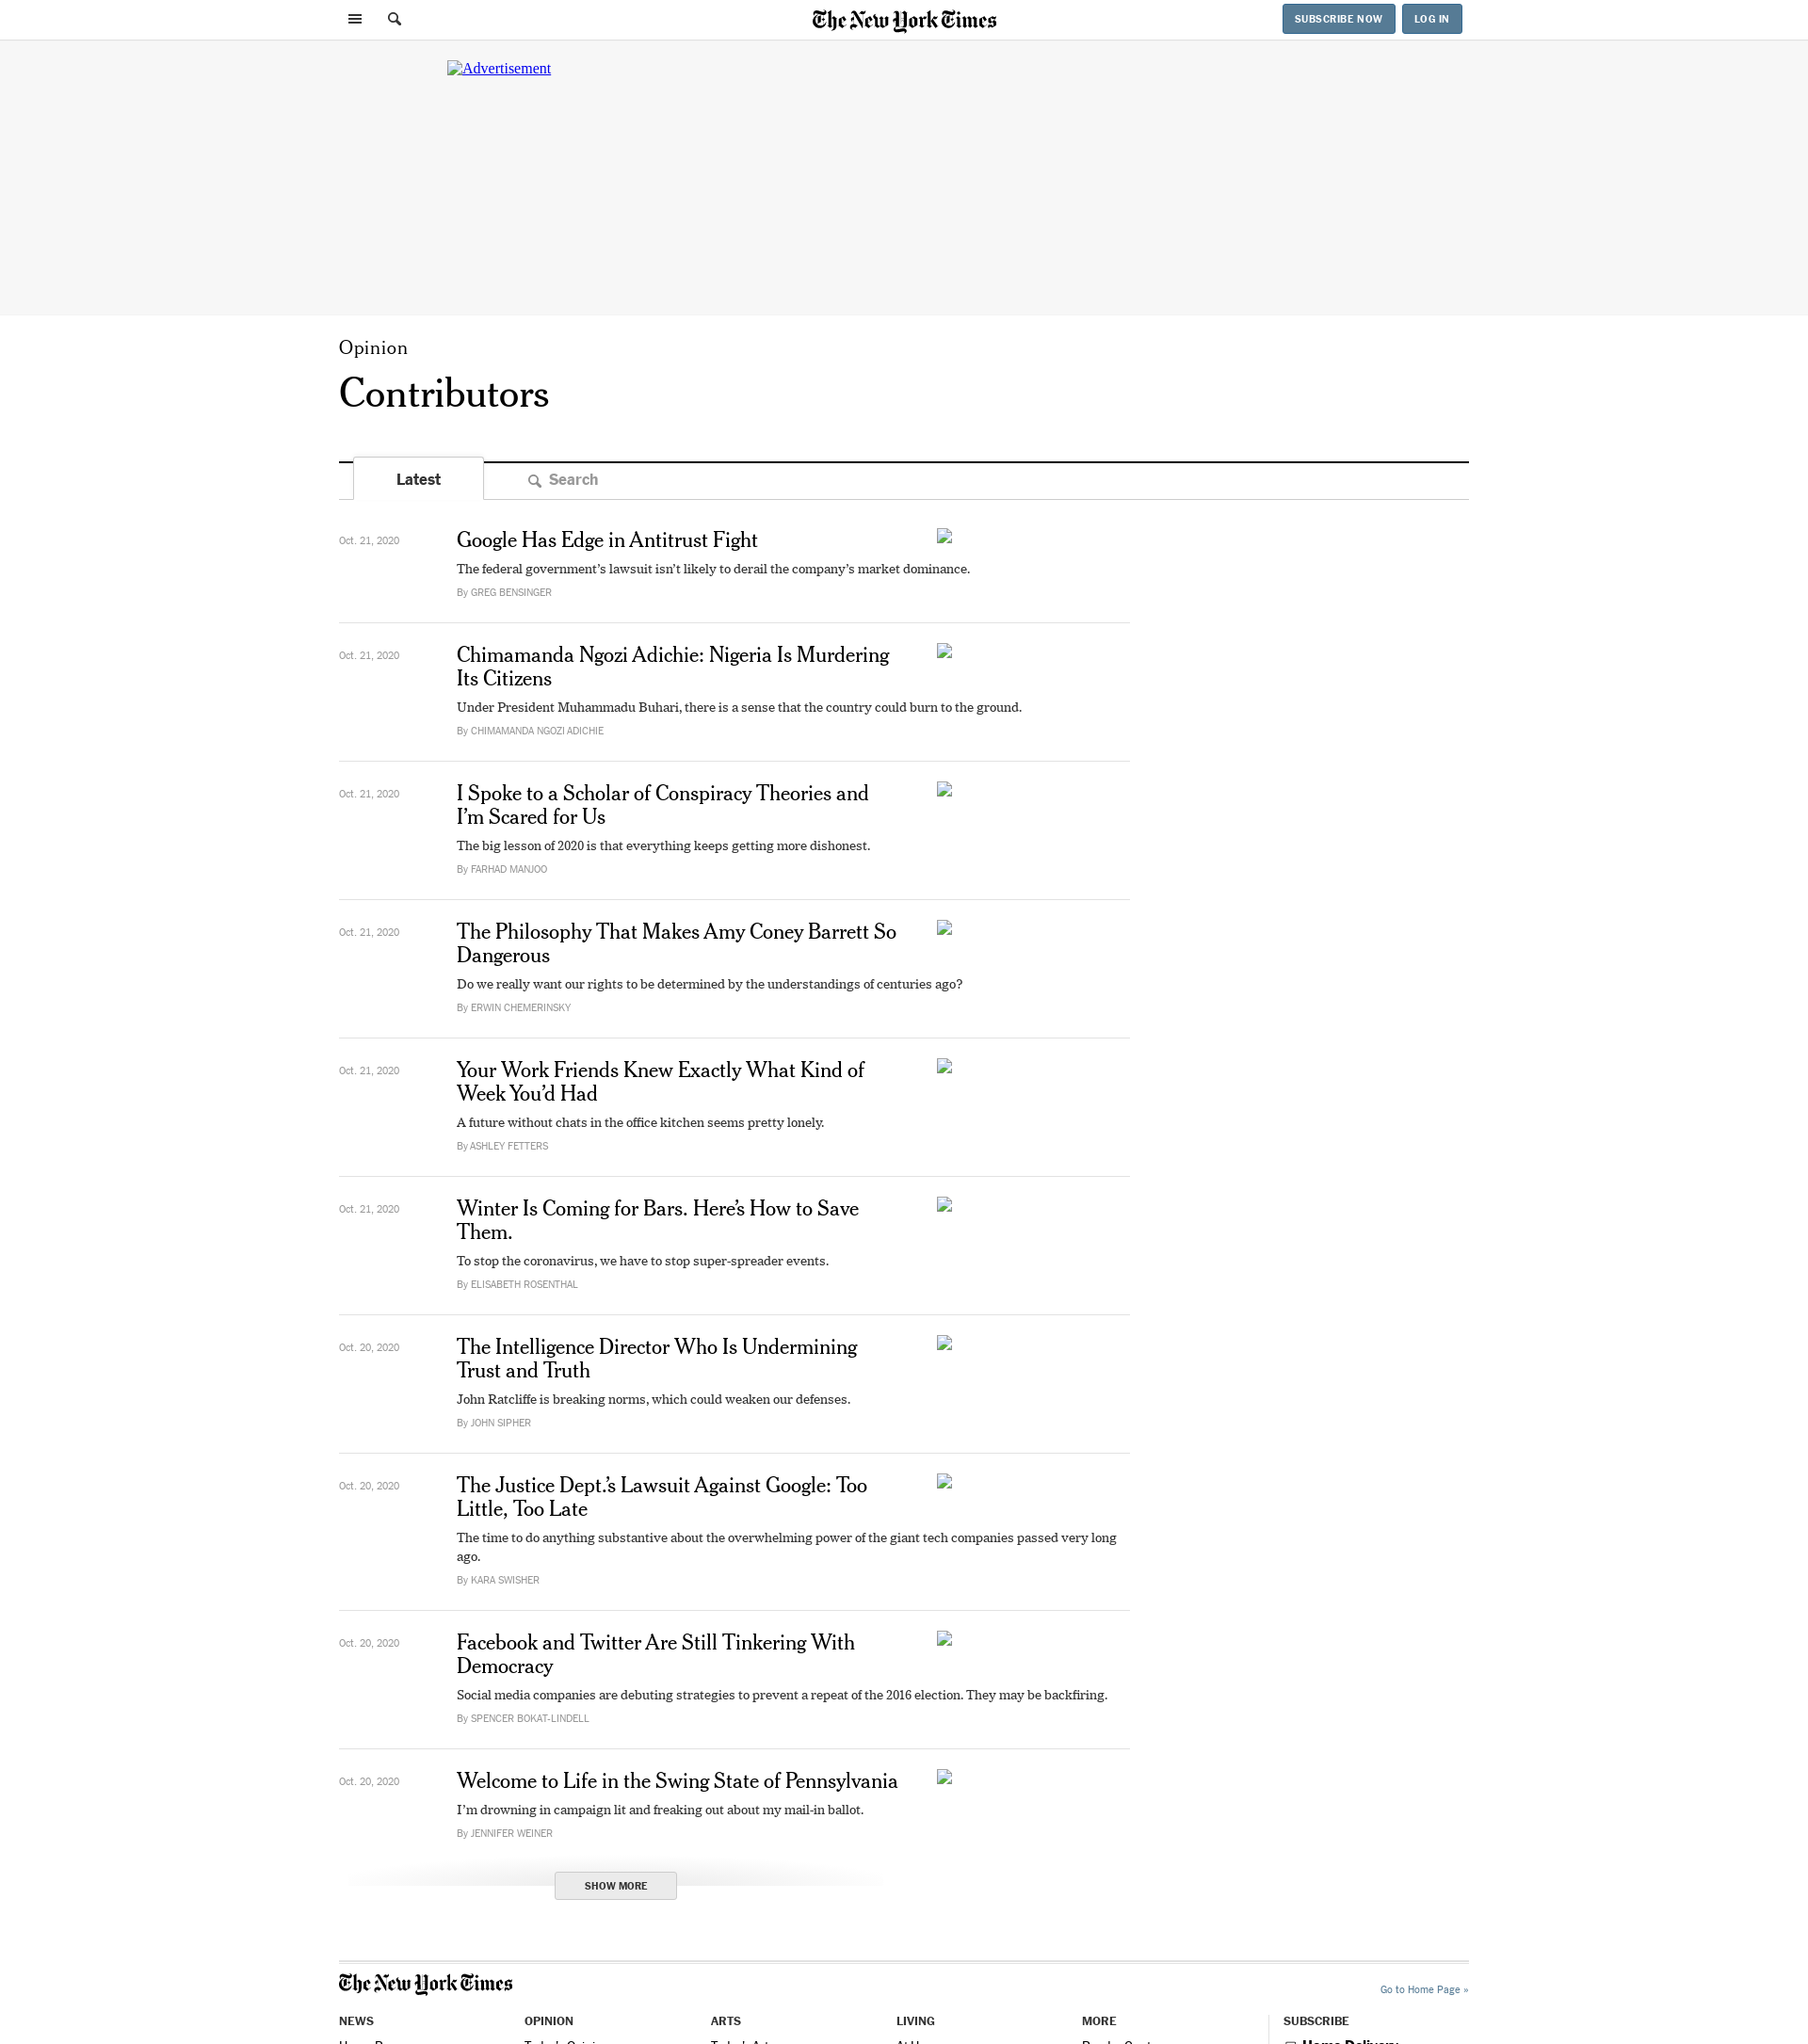 The New York Times
SUBSCRIBE NOW
LOG IN
Advertisement
Opinion
Contributors
Latest
Search
Oct. 21, 2020
Google Has Edge in Antitrust Fight
The federal government’s lawsuit isn’t likely to derail the company’s market dominance.
By GREG BENSINGER
Oct. 21, 2020
Chimamanda Ngozi Adichie: Nigeria Is Murdering
Its Citizens
Under President Muhammadu Buhari, there is a sense that the country could burn to the ground.
By CHIMAMANDA NGOZI ADICHIE
Oct. 21, 2020
I Spoke to a Scholar of Conspiracy Theories and
I’m Scared for Us
The big lesson of 2020 is that everything keeps getting more dishonest.
By FARHAD MANJOO
Oct. 21, 2020
The Philosophy That Makes Amy Coney Barrett So
Dangerous
Do we really want our rights to be determined by the understandings of centuries ago?
By ERWIN CHEMERINSKY
Oct. 21, 2020
Your Work Friends Knew Exactly What Kind of
Week You’d Had
A future without chats in the office kitchen seems pretty lonely.
By ASHLEY FETTERS
Oct. 21, 2020
Winter Is Coming for Bars. Here’s How to Save
Them.
To stop the coronavirus, we have to stop super-spreader events.
By ELISABETH ROSENTHAL
Oct. 20, 2020
The Intelligence Director Who Is Undermining
Trust and Truth
John Ratcliffe is breaking norms, which could weaken our defenses.
By JOHN SIPHER
Oct. 20, 2020
The Justice Dept.’s Lawsuit Against Google: Too
Little, Too Late
The time to do anything substantive about the overwhelming power of the giant tech companies passed very long
ago.
By KARA SWISHER
Oct. 20, 2020
Facebook and Twitter Are Still Tinkering With
Democracy
Social media companies are debuting strategies to prevent a repeat of the 2016 election. They may be backfiring.
By SPENCER BOKAT-LINDELL
Oct. 20, 2020
Welcome to Life in the Swing State of Pennsylvania
I’m drowning in campaign lit and freaking out about my mail-in ballot.
By JENNIFER WEINER
SHOW MORE
The New York Times
Go to Home Page »
NEWS
OPINION
ARTS
LIVING
MORE
SUBSCRIBE
Home Delivery